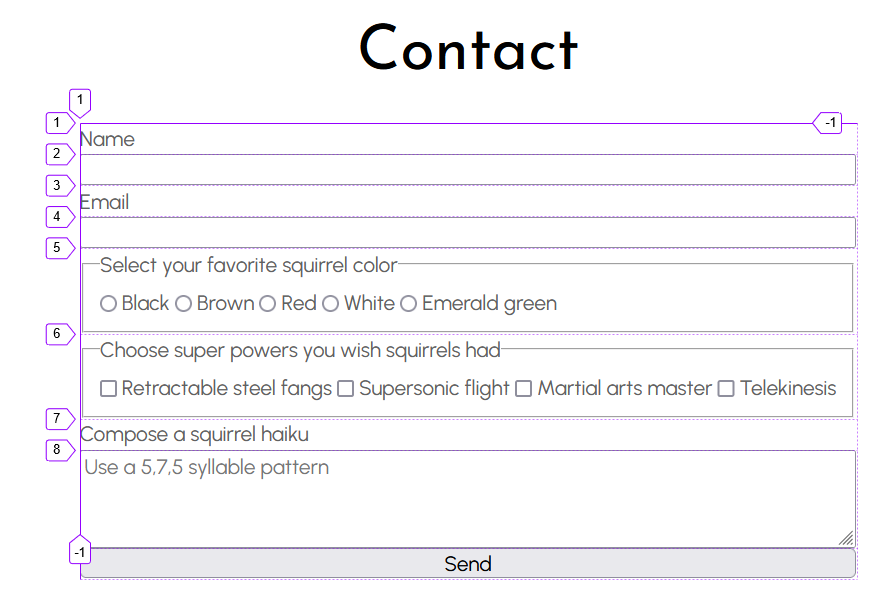 Contact
1
1 -1
Name
2
3
Email
4
5
Select your favorite squirrel color
Black Brown Red White Emerald green
6
Choose super powers you wish squirrels had
Retractable steel fangs Supersonic flight Martial arts master Telekinesis
7
Compose a squirrel haiku
8
Use a 5,7,5 syllable pattern
-1
Send